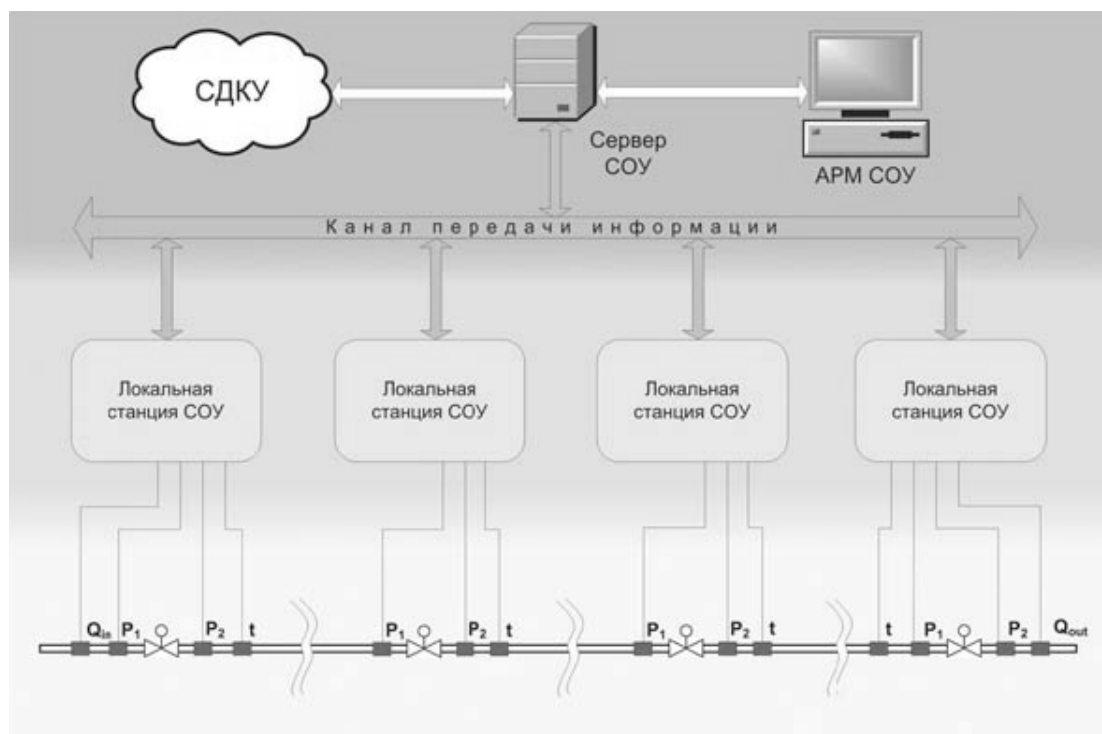 СДКУ
Сервер
СОУ
АРМ СОУ
Канал передачи информации
Локальная
станция СОУ
Локальная
станция СОУ
Локальная
станция СОУ
Локальная
станция СОУ
Qin P1 P2 t P1 P2 t P1 P2 t t P1 P2 Qout